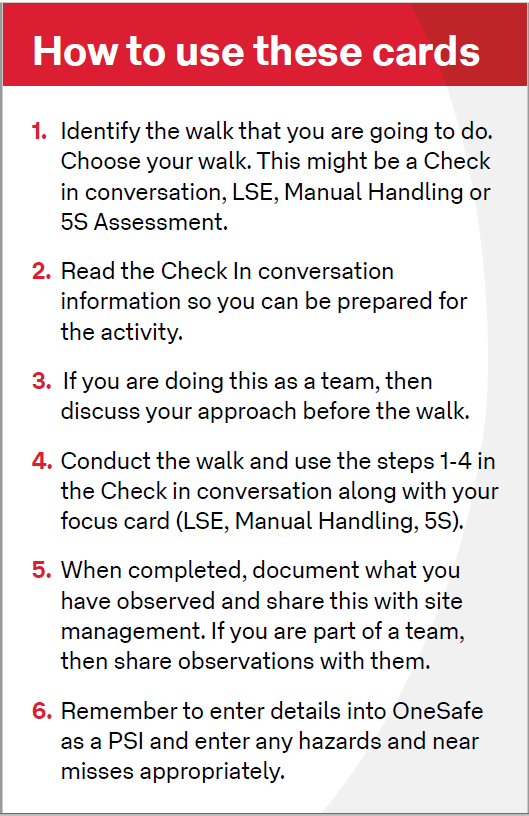 How to use these cards
1. Identify the walk that you are going to do.
Choose your walk. This might be a Check
in conversation, LSE, Manual Handling or
5S Assessment.
2. Read the Check In conversation
information so you can be prepared for
the activity.
3. If you are doing this as a team, then
discuss your approach before the walk.
4. Conduct the walk and use the steps 1-4 in
the Check in conversation along with your
focus card (LSE, Manual Handling, 5S).
5. When completed, document what you
have observed and share this with site
management. If you are part of a team,
then share observations with them.
6. Remember to enter details into OneSafe
as a PSI and enter any hazards and near
misses appropriately.